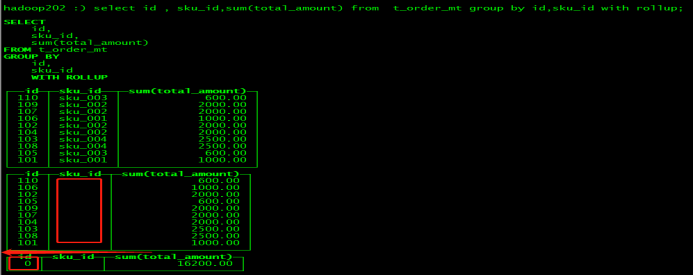 hadoop202 :) select id , sku_id,sum(total_amount) from  t_order_mt group by id,sku_id with rollup;
SELECT
    id,
    sku_id,
    sum(total_amount)
FROM t_order_mt
GROUP BY
    id,
    sku_id
    WITH ROLLUP
id sku_id sum(total_amount)
110 sku_003 600.00
109 sku_002 2000.00
107 sku_002 2000.00
106 sku_001 1000.00
102 sku_002 2000.00
104 sku_002 2000.00
103 sku_004 2500.00
108 sku_004 2500.00
105 sku_003 600.00
101 sku_001 1000.00
id sku_id sum(total_amount)
110 600.00
106 1000.00
102 2000.00
105 600.00
109 2000.00
107 2000.00
104 2000.00
103 2500.00
108 2500.00
101 1000.00
id sku_id sum(total_amount)
0 16200.00